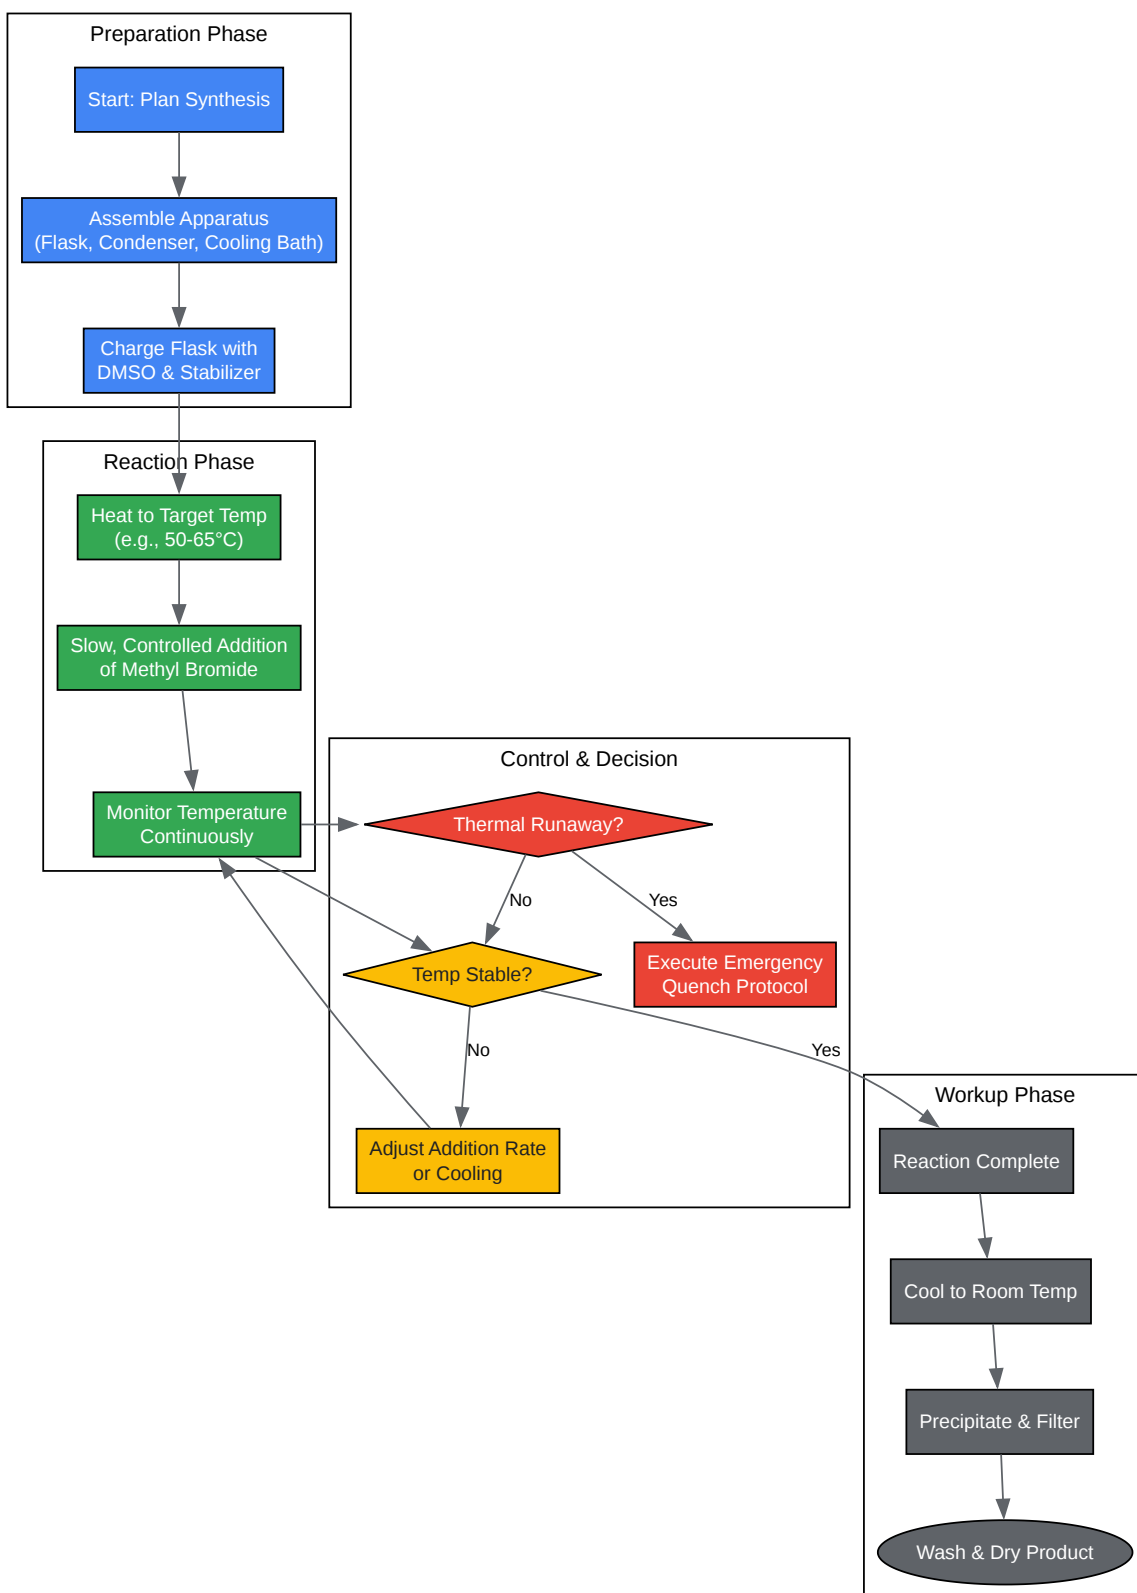 Preparation Phase
Start: Plan Synthesis
Assemble Apparatus
(Flask, Condenser, Cooling Bath)
Charge Flask with
DMSO & Stabilizer
Reaction Phase
Heat to Target Temp
(e.g., 50-65°C)
Slow, Controlled Addition
of Methyl Bromide
Monitor Temperature
Continuously
Control & Decision
Thermal Runaway?
No
Yes
Temp Stable?
Execute Emergency
Quench Protocol
No
Yes
Adjust Addition Rate
or Cooling
Workup Phase
Reaction Complete
Cool to Room Temp
Precipitate & Filter
Wash & Dry Product